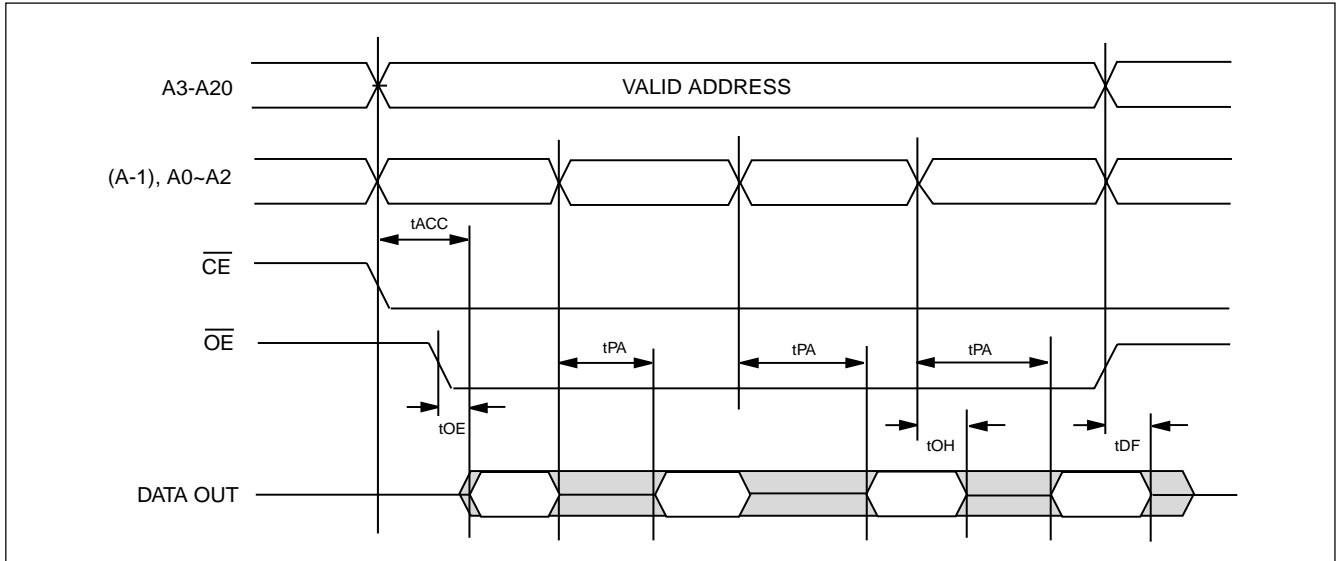 A3-A20
VALID ADDRESS
(A-1), A0~A2
tACC
CE
OE
tPA
tPA
tPA
tOE
tOH
tDF
DATA OUT